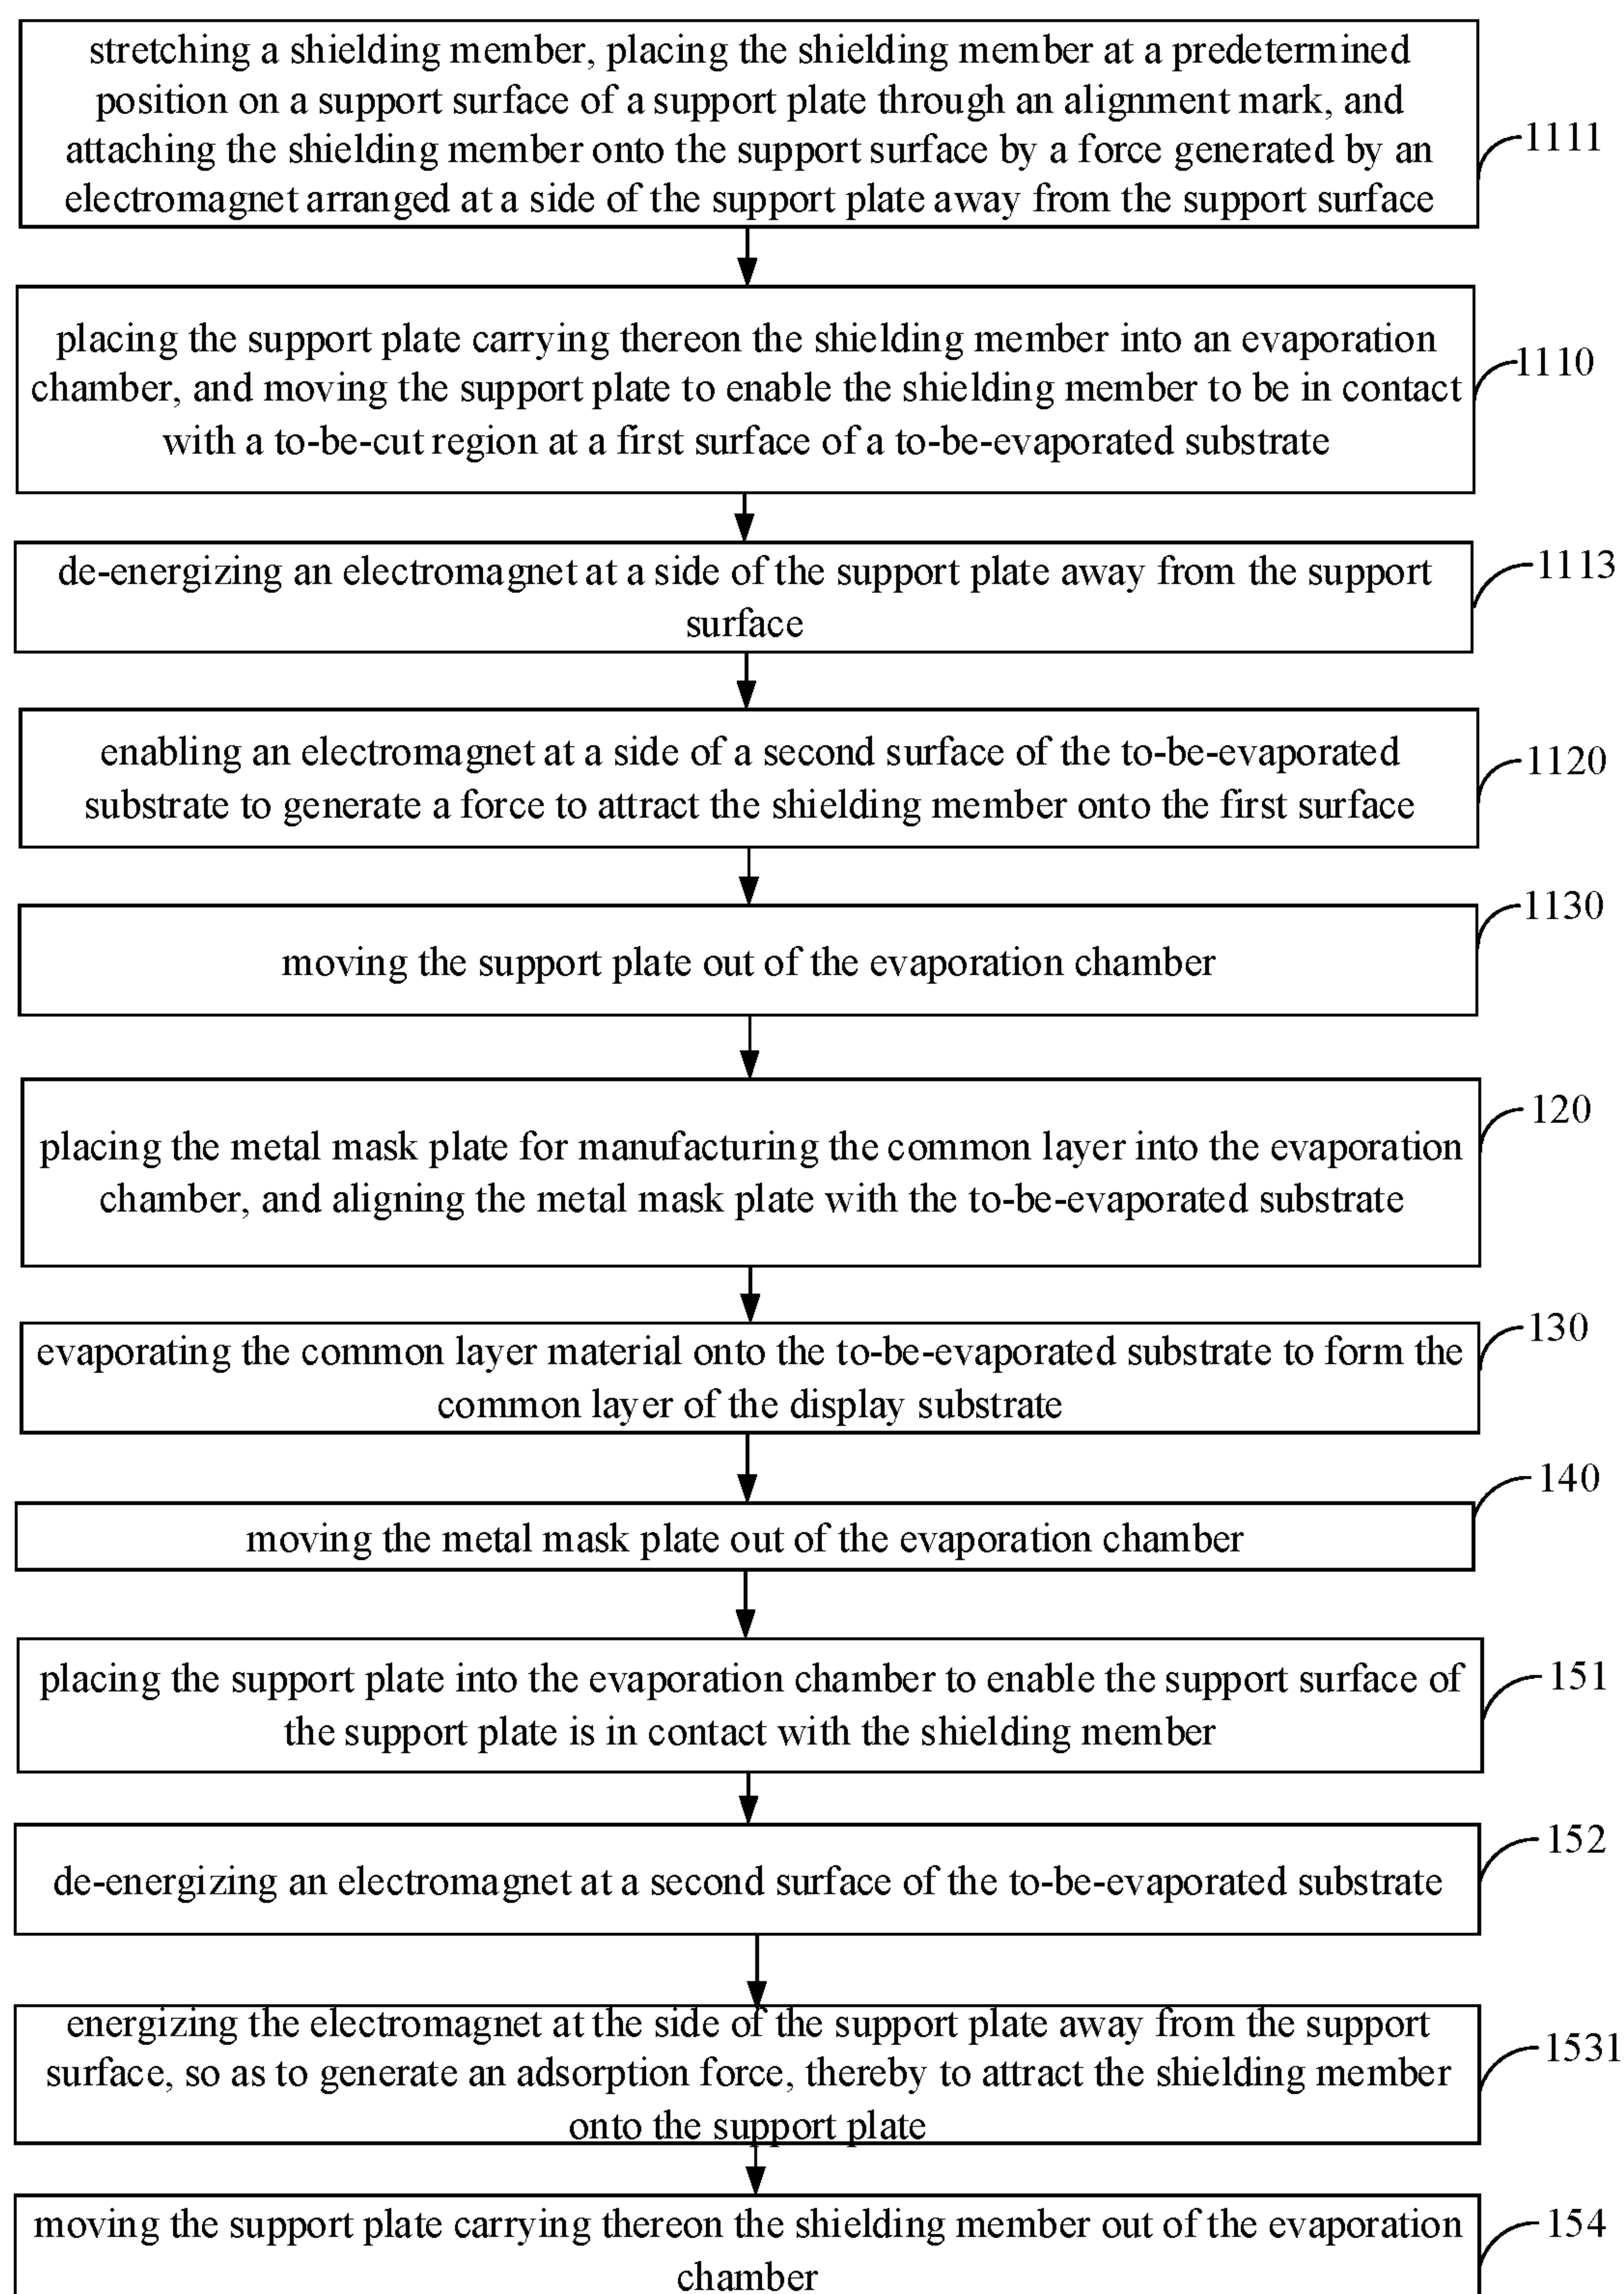 stretching a shielding member, placing the shielding member at a predetermined
position on a support surface of a support plate through an alignment mark, and
attaching the shielding member onto the support surface by a force generated by an
electromagnet arranged at a side of the support plate away from the support surface
1111
placing the support plate carrying thereon the shielding member into an evaporation
chamber, and moving the support plate to enable the shielding member to be in contact
with a to-be-cut region at a first surface of a to-be-evaporated substrate
1110
de-energizing an electromagnet at a side of the support plate away from the support
surface
1113
enabling an electromagnet at a side of a second surface of the to-be-evaporated
substrate to generate a force to attract the shielding member onto the first surface
1120
moving the support plate out of the evaporation chamber
1130
placing the metal mask plate for manufacturing the common layer into the evaporation
chamber, and aligning the metal mask plate with the to-be-evaporated substrate
120
evaporating the common layer material onto the to-be-evaporated substrate to form the
common layer of the display substrate
130
moving the metal mask plate out of the evaporation chamber
140
placing the support plate into the evaporation chamber to enable the support surface of
the support plate is in contact with the shielding member
151
de-energizing an electromagnet at a second surface of the to-be-evaporated substrate
152
energizing the electromagnet at the side of the support plate away from the support
surface, so as to generate an adsorption force, thereby to attract the shielding member
onto the support plate
1531
moving the support plate carrying thereon the shielding member out of the evaporation
chamber
154